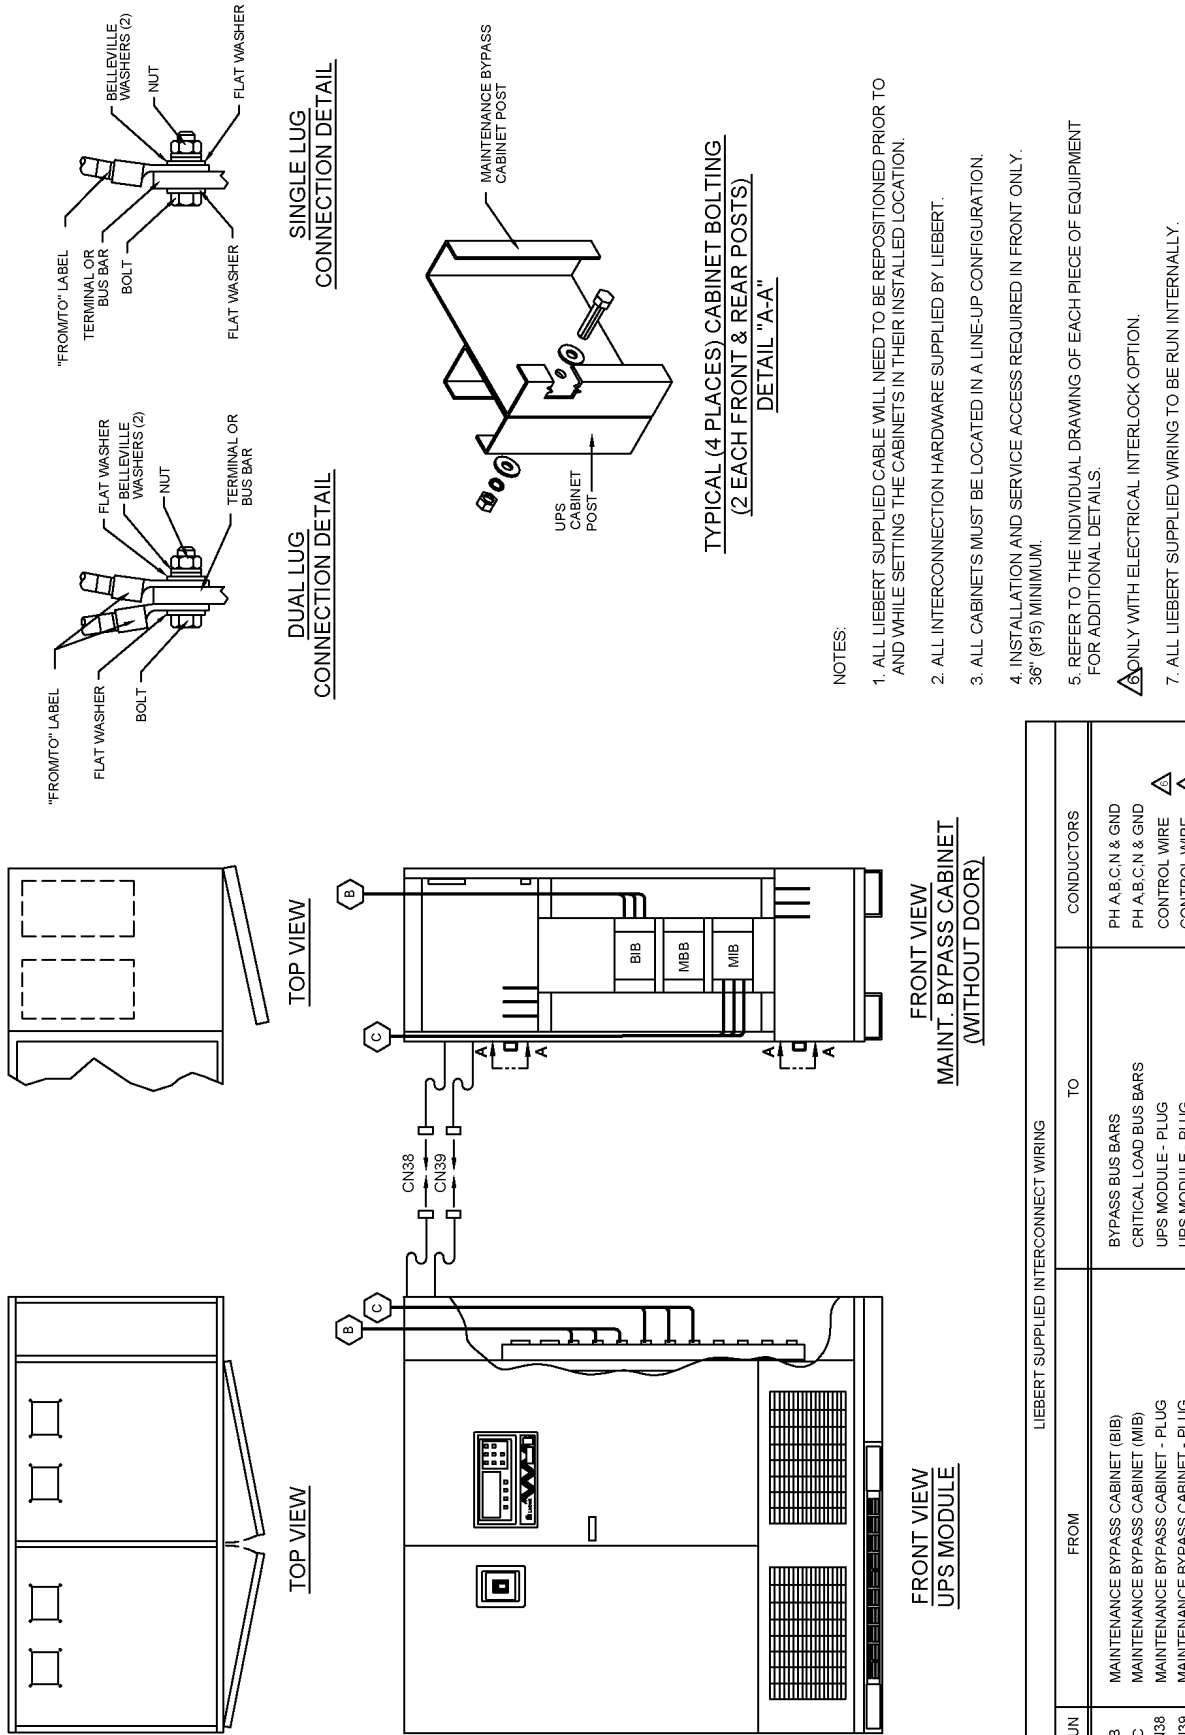 "FROM/TO" LABEL
FLAT WASHER
BOLT
FLAT WASHER
BELLEVILLE
WASHERS (2)
NUT
TERMINAL OR
BUS BAR
DUAL LUG
CONNECTION DETAIL
"FROM/TO" LABEL
TERMINAL OR
BUS BAR
BOLT
FLAT WASHER
BELLEVILLE
WASHERS (2)
NUT
FLAT WASHER
SINGLE LUG
CONNECTION DETAIL
TOP VIEW
TOP VIEW
B
C
CN38
CN39
C
B
A
A
A
A
BIB
MBB
MIB
UPS
CABINET
POST
MAINTENANCE BYPASS
CABINET POST
TYPICAL (4 PLACES) CABINET BOLTING
(2 EACH FRONT & REAR POSTS)
DETAIL "A-A"
FRONT VIEW
UPS MODULE
FRONT VIEW
MAINT. BYPASS CABINET
(WITHOUT DOOR)
NOTES:
1. ALL LIEBERT SUPPLIED CABLE WILL NEED TO BE REPOSITIONED PRIOR TO
AND WHILE SETTING THE CABINETS IN THEIR INSTALLED LOCATION.
2. ALL INTERCONNECTION HARDWARE SUPPLIED BY LIEBERT.
3. ALL CABINETS MUST BE LOCATED IN A LINE-UP CONFIGURATION.
4. INSTALLATION AND SERVICE ACCESS REQUIRED IN FRONT ONLY.
36" (915) MINIMUM.
5. REFER TO THE INDIVIDUAL DRAWING OF EACH PIECE OF EQUIPMENT
FOR ADDITIONAL DETAILS.
6 ONLY WITH ELECTRICAL INTERLOCK OPTION.
7. ALL LIEBERT SUPPLIED WIRING TO BE RUN INTERNALLY.
LIEBERT SUPPLIED INTERCONNECT WIRING
FROM TO CONDUCTORS
MAINTENANCE BYPASS CABINET (BIB) BYPASS BUS BARS PH A,B,C,N & GND
MAINTENANCE BYPASS CABINET (MIB) CRITICAL LOAD BUS BARS PH A,B,C,N & GND
MAINTENANCE BYPASS CABINET - PLUG UPS MODULE - PLUG CONTROL WIRE 6
MAINTENANCE BYPASS CABINET - PLUG UPS MODULE - PLUG CONTROL WIRE